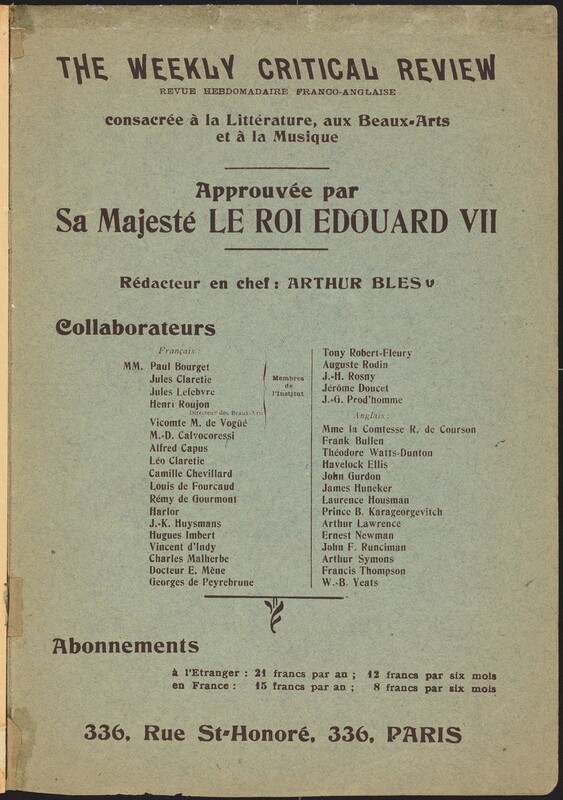 THE WEEKLY CRITICAL REVIEW
REVUE HEBDOMADAIRE FRANCO-ANGLAISE
consacrée à la Littérature, aux Beaux-Arts
et à la Musique
Approuvée par
Sa Majesté LE ROI EDOUARD VII
Rédacteur en chef : ARTHUR BLES
Collaborateurs
Français :
MM. Paul Bourget
Jules Claretie
Jules Lefebvre
Henri Roujon
Directeur des Beaux-Arts
Membres
de
l'Institut
Vicomte M. de Vogüé
M.-D. Calvocoressi
Alfred Capus
Léo Claretie
Camille Chevillard
Louis de Fourcaud
Rémy de Gourmont
Harlor
J.-K. Huysmans
Hugues Imbert
Vincent d'Indy
Charles Malherbe
Docteur E. Mène
Georges de Peyrebrune
Tony Robert-Fleury
Auguste Rodin
J.-H. Rosny
Jérôme Doucet
J.-G. Prod'homme
Anglais :
Mme la Comtesse R. de Courson
Frank Bullen
Théodore Watts-Dunton
Havelock Ellis
John Gurdon
James Huneker
Laurence Housman
Prince B. Karageorgevitch
Arthur Lawrence
Ernest Newman
John F. Runciman
Arthur Symons
Francis Thompson
W.-B. Yeats
Abonnements
à l'Etranger : 21 francs par an ; 12 francs par six mois
en France : 15 francs par an ; 8 francs par six mois
336, Rue St-Honoré, 336, PARIS